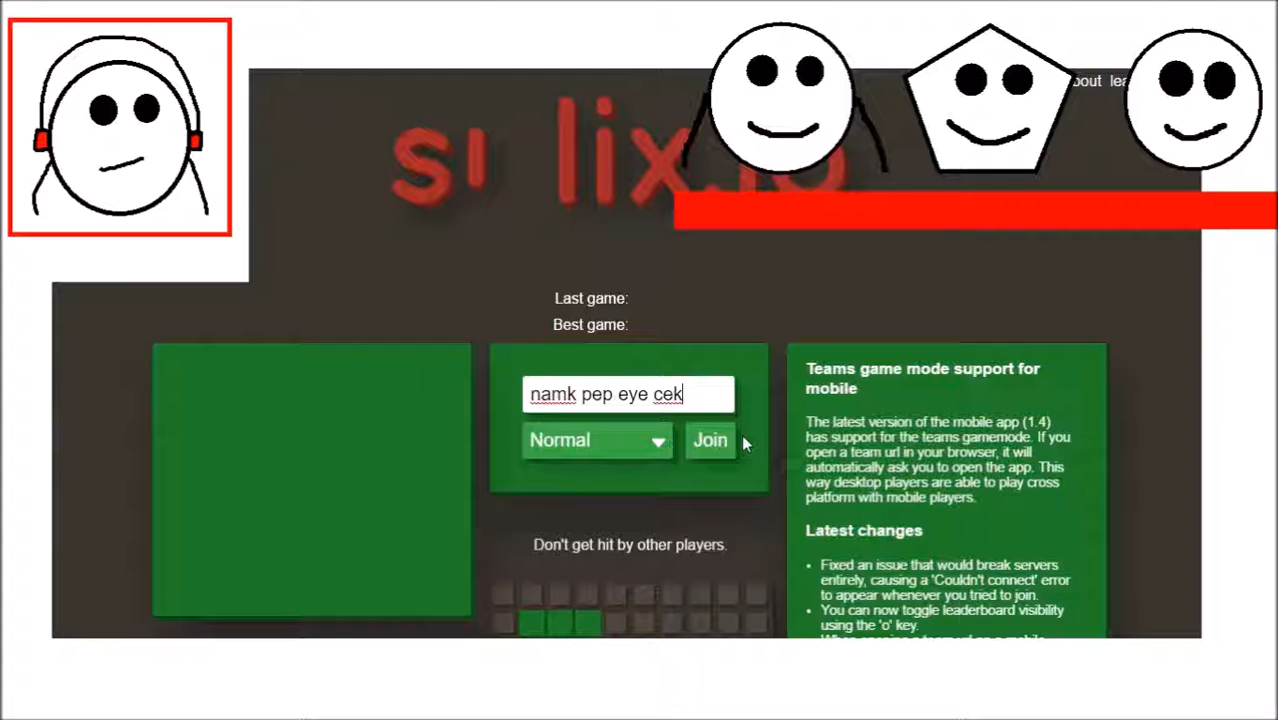 lix.io
Last game:
Best game:
namk pep eye cek
Normal
Join
Don't get hit by other players.
Teams game mode support for
mobile
The latest version of the mobile app (1.4)
has support for the teams gamemode. If you
open a team url in your browser, it will
automatically ask you to open the app. This
way desktop players are able to play cross
platform with mobile players.
Latest changes
• Fixed an issue that would break servers
entirely, causing a 'Couldn't connect' error
to appear whenever you tried to join.
• You can now toggle leaderboard visibility
using the 'o' key.